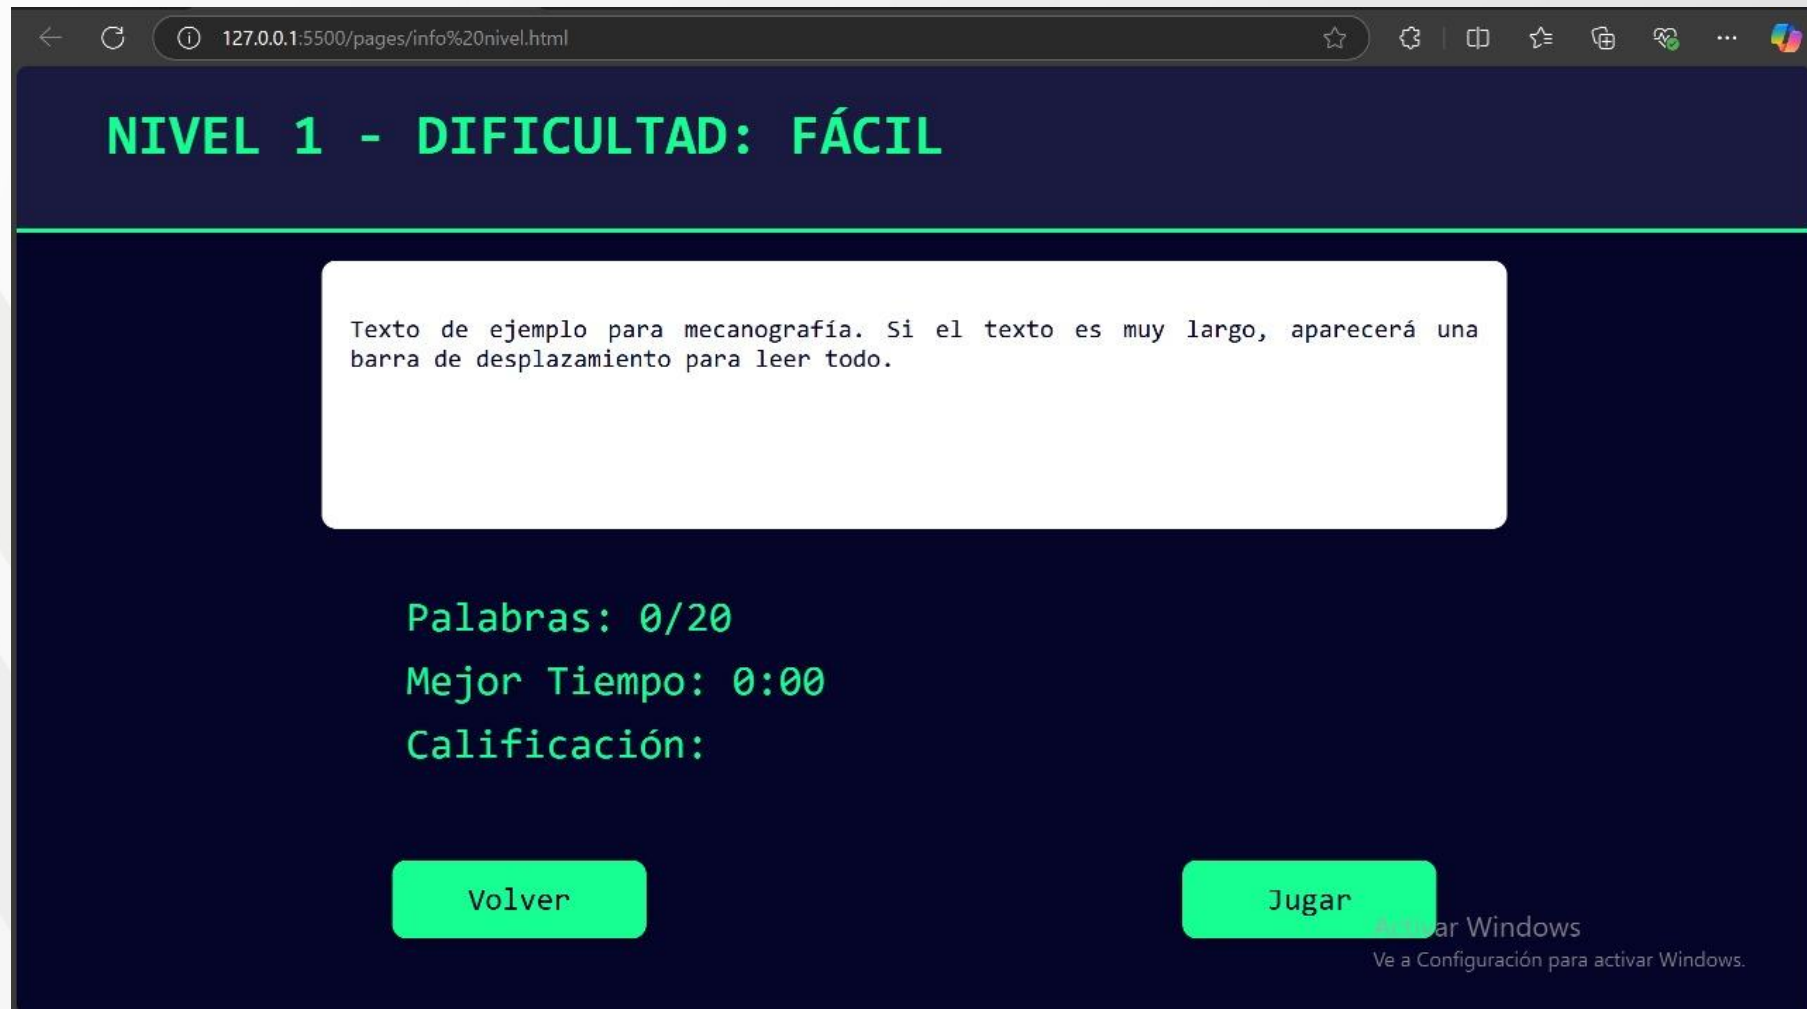 127.0.0.1:5500/pages/info%20nivel.html
NIVEL 1 - DIFICULTAD: FÁCIL
Texto de ejemplo para mecanografía. Si el texto es muy largo, aparecerá una
barra de desplazamiento para leer todo.
Palabras: 0/20
Mejor Tiempo: 0:00
Calificación:
Volver
Jugar
Activar Windows
Ve a Configuración para activar Windows.